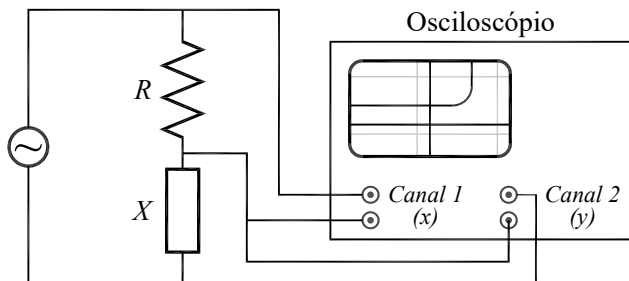 Osciloscópio
R
X
Canal 1
(x)
Canal 2
(y)